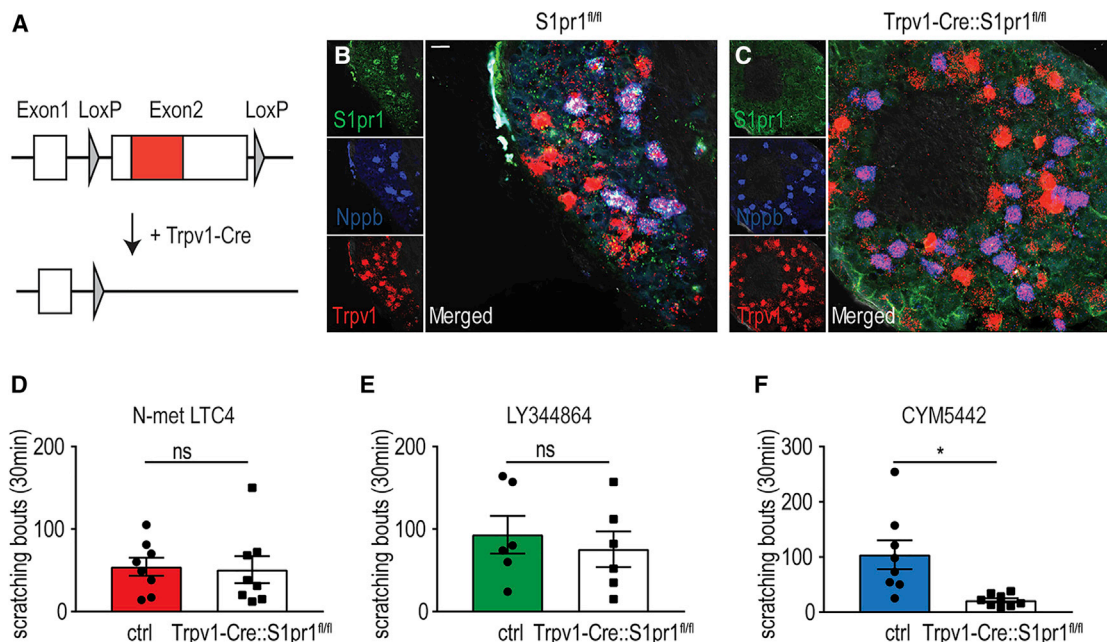 A
Exon1 LoxP Exon2 LoxP
+ Trpv1-Cre
S1pr1fl/fl
B
S1pr1
Nppb
Trpv1
Merged
Trpv1-Cre::S1pr1fl/fl
C
S1pr1
Nppb
Trpv1
Merged
D
N-met LTC4
scratching bouts (30min)
200
100
0
ns
ctrl Trpv1-Cre::S1pr1fl/fl
E
LY344864
scratching bouts (30min)
200
100
0
ns
ctrl Trpv1-Cre::S1pr1fl/fl
F
CYM5442
scratching bouts (30min)
300
200
100
0
*
ctrl Trpv1-Cre::S1pr1fl/fl